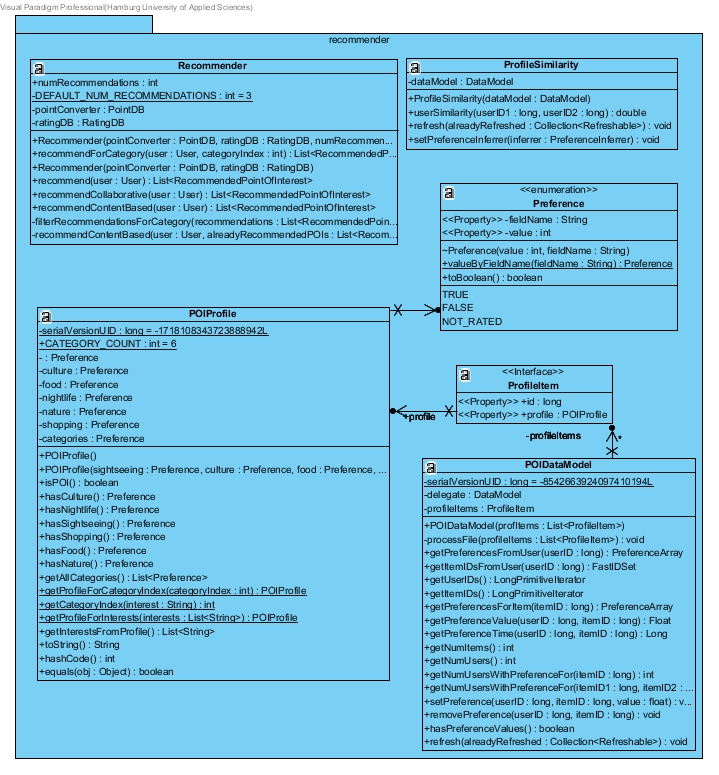 Visual Paradigm Professional(Hamburg University of Applied Sciences)
recommender
Recommender
+numRecommendations : int
-DEFAULT_NUM_RECOMMENDATIONS : int = 3
-pointConverter : PointDB
-ratingDB : RatingDB
+Recommender(pointConverter : PointDB, ratingDB : RatingDB, numRecommen...
+recommendForCategory(user : User, categoryIndex : int) : List<RecommendedP...
+Recommender(pointConverter : PointDB, ratingDB : RatingDB)
+recommend(user : User) : List<RecommendedPointOfInterest>
+recommendCollaborative(user : User) : List<RecommendedPointOfInterest>
+recommendContentBased(user : User) : List<RecommendedPointOfInterest>
-filterRecommendationsForCategory(recommendations : List<RecommendedPoin...
-recommendContentBased(user : User, alreadyRecommendedPOIs : List<Recom...
ProfileSimilarity
-dataModel : DataModel
+ProfileSimilarity(dataModel : DataModel)
+userSimilarity(userID1 : long, userID2 : long) : double
+refresh(alreadyRefreshed : Collection<Refreshable>) : void
+setPreferenceInferrer(inferrer : PreferenceInferrer) : void
<<enumeration>>
Preference
<<Property>> -fieldName : String
<<Property>> -value : int
~Preference(value : int, fieldName : String)
+valueByFieldName(fieldName : String) : Preference
+toBoolean() : boolean
TRUE
FALSE
NOT_RATED
POIProfile
-serialVersionUID : long = -1718108343723888942L
+CATEGORY_COUNT : int = 6
- : Preference
-culture : Preference
-food : Preference
-nightlife : Preference
-nature : Preference
-shopping : Preference
-categories : Preference
+POIProfile()
+POIProfile(sightseeing : Preference, culture : Preference, food : Preference, ...
+isPOI() : boolean
+hasCulture() : Preference
+hasNightlife() : Preference
+hasSightseeing() : Preference
+hasShopping() : Preference
+hasFood() : Preference
+hasNature() : Preference
+getAllCategories() : List<Preference>
+getProfileForCategoryIndex(categoryIndex : int) : POIProfile
+getCategoryIndex(interest : String) : int
+getProfileForInterests(interests : List<String>) : POIProfile
+getInterestsFromProfile() : List<String>
+toString() : String
+hashCode() : int
+equals(obj : Object) : boolean
<<Interface>>
ProfileItem
<<Property>> +id : long
<<Property>> +profile : POIProfile
+profile
-profileItems
*
POIDataModel
-serialVersionUID : long = -8542663924097410194L
-delegate : DataModel
-profileItems : ProfileItem
+POIDataModel(profItems : List<ProfileItem>)
-processFile(profileItems : List<ProfileItem>) : void
+getPreferencesFromUser(userID : long) : PreferenceArray
+getItemIDsFromUser(userID : long) : FastIDSet
+getUserIDs() : LongPrimitiveIterator
+getItemIDs() : LongPrimitiveIterator
+getPreferencesForItem(itemID : long) : PreferenceArray
+getPreferenceValue(userID : long, itemID : long) : Float
+getPreferenceTime(userID : long, itemID : long) : Long
+getNumItems() : int
+getNumUsers() : int
+getNumUsersWithPreferenceFor(itemID : long) : int
+getNumUsersWithPreferenceFor(itemID1 : long, itemID2 : ...
+setPreference(userID : long, itemID : long, value : float) : v...
+removePreference(userID : long, itemID : long) : void
+hasPreferenceValues() : boolean
+refresh(alreadyRefreshed : Collection<Refreshable>) : void